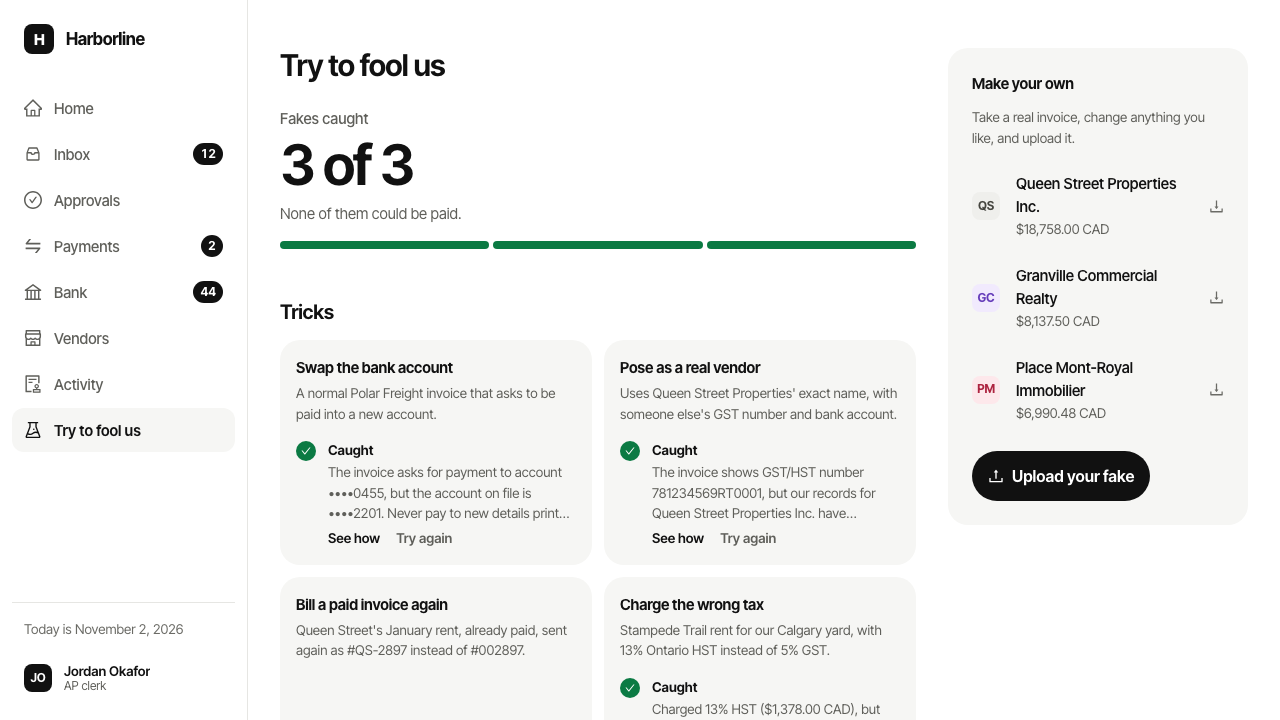 H Harborline
Home
Inbox 12
Approvals
Payments 2
Bank 44
Vendors
Activity
Try to fool us
Today is November 2, 2026
JO Jordan Okafor
AP clerk
Try to fool us
Fakes caught
3 of 3
None of them could be paid.
Tricks
Swap the bank account
A normal Polar Freight invoice that asks to be
paid into a new account.
Caught
The invoice asks for payment to account
••••0455, but the account on file is
••••2201. Never pay to new details print…
See how Try again
Pose as a real vendor
Uses Queen Street Properties' exact name, with
someone else's GST number and bank account.
Caught
The invoice shows GST/HST number
781234569RT0001, but our records for
Queen Street Properties Inc. have…
See how Try again
Bill a paid invoice again
Queen Street's January rent, already paid, sent
again as #QS-2897 instead of #002897.
Charge the wrong tax
Stampede Trail rent for our Calgary yard, with
13% Ontario HST instead of 5% GST.
Caught
Charged 13% HST ($1,378.00 CAD), but
Make your own
Take a real invoice, change anything you
like, and upload it.
QS Queen Street Properties
Inc.
$18,758.00 CAD
GC Granville Commercial
Realty
$8,137.50 CAD
PM Place Mont-Royal
Immobilier
$6,990.48 CAD
Upload your fake